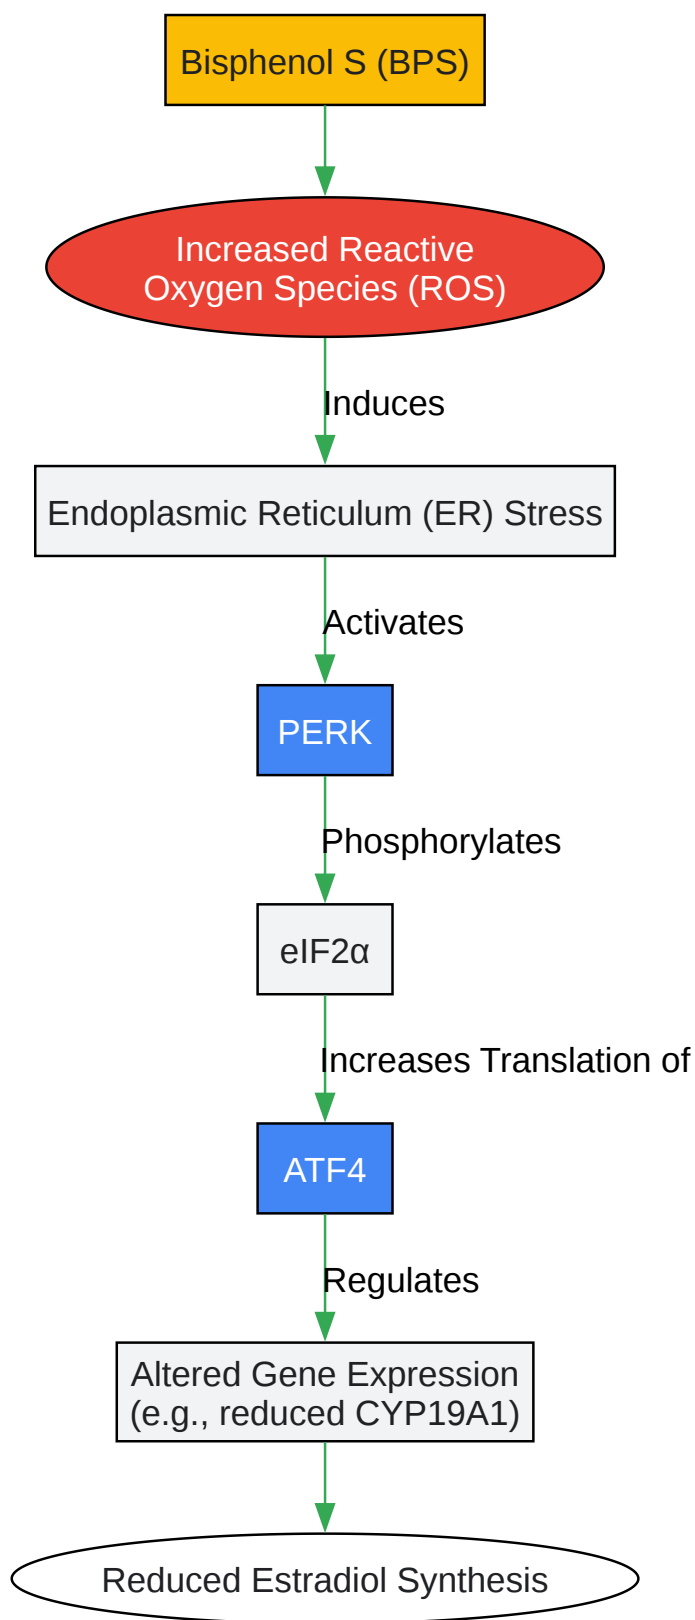 Bisphenol S (BPS)
Increased Reactive
Oxygen Species (ROS)
Induces
Endoplasmic Reticulum (ER) Stress
Activates
PERK
Phosphorylates
eIF2α
Increases Translation of
ATF4
Regulates
Altered Gene Expression
(e.g., reduced CYP19A1)
Reduced Estradiol Synthesis